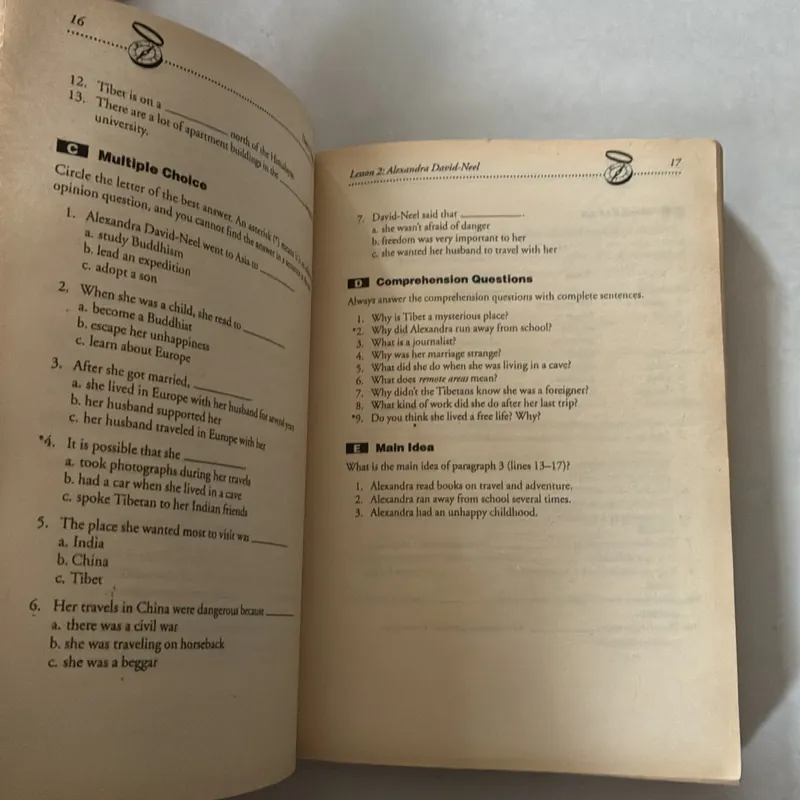 16
12. Tibet is on a __________ north of the Himalayas.
13. There are a lot of apartment buildings in the __________
university.
C Multiple Choice
Circle the letter of the best answer. An asterisk (*) means it is an
opinion question, and you cannot find the answer in a sentence in
1. Alexandra David-Neel went to Asia to __________
a. study Buddhism
b. lead an expedition
c. adopt a son
2. When she was a child, she read to __________
a. become a Buddhist
b. escape her unhappiness
c. learn about Europe
3. After she got married, __________
a. she lived in Europe with her husband for several years
b. her husband supported her
c. her husband traveled in Europe with her
*4. It is possible that she __________
a. took photographs during her travels
b. had a car when she lived in a cave
c. spoke Tibetan to her Indian friends
5. The place she wanted most to visit was __________
a. India
b. China
c. Tibet
6. Her travels in China were dangerous because __________
a. there was a civil war
b. she was traveling on horseback
c. she was a beggar
Lesson 2: Alexandra David-Neel 17
7. David-Neel said that __________.
a. she wasn't afraid of danger
b. freedom was very important to her
c. she wanted her husband to travel with her
D Comprehension Questions
Always answer the comprehension questions with complete sentences.
1. Why is Tibet a mysterious place?
*2. Why did Alexandra run away from school?
3. What is a journalist?
4. Why was her marriage strange?
5. What did she do when she was living in a cave?
6. What does remote areas mean?
7. Why didn't the Tibetans know she was a foreigner?
8. What kind of work did she do after her last trip?
*9. Do you think she lived a free life? Why?
E Main Idea
What is the main idea of paragraph 3 (lines 13–17)?
1. Alexandra read books on travel and adventure.
2. Alexandra ran away from school several times.
3. Alexandra had an unhappy childhood.